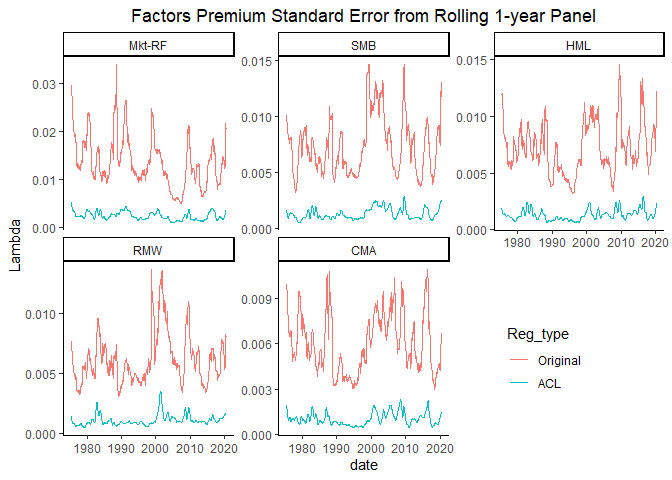 Factors Premium Standard Error from Rolling 1-year Panel
Mkt-RF
SMB
HML
0.03
0.02
0.01
0.00
0.015
0.010
0.005
0.000
0.015
0.010
0.005
0.000
1980 1990 2000 2010 2020
Lambda
RMW
CMA
0.010
0.005
0.000
0.009
0.006
0.003
0.000
1980 1990 2000 2010 2020
1980 1990 2000 2010 2020
date
Reg_type
Original
ACL